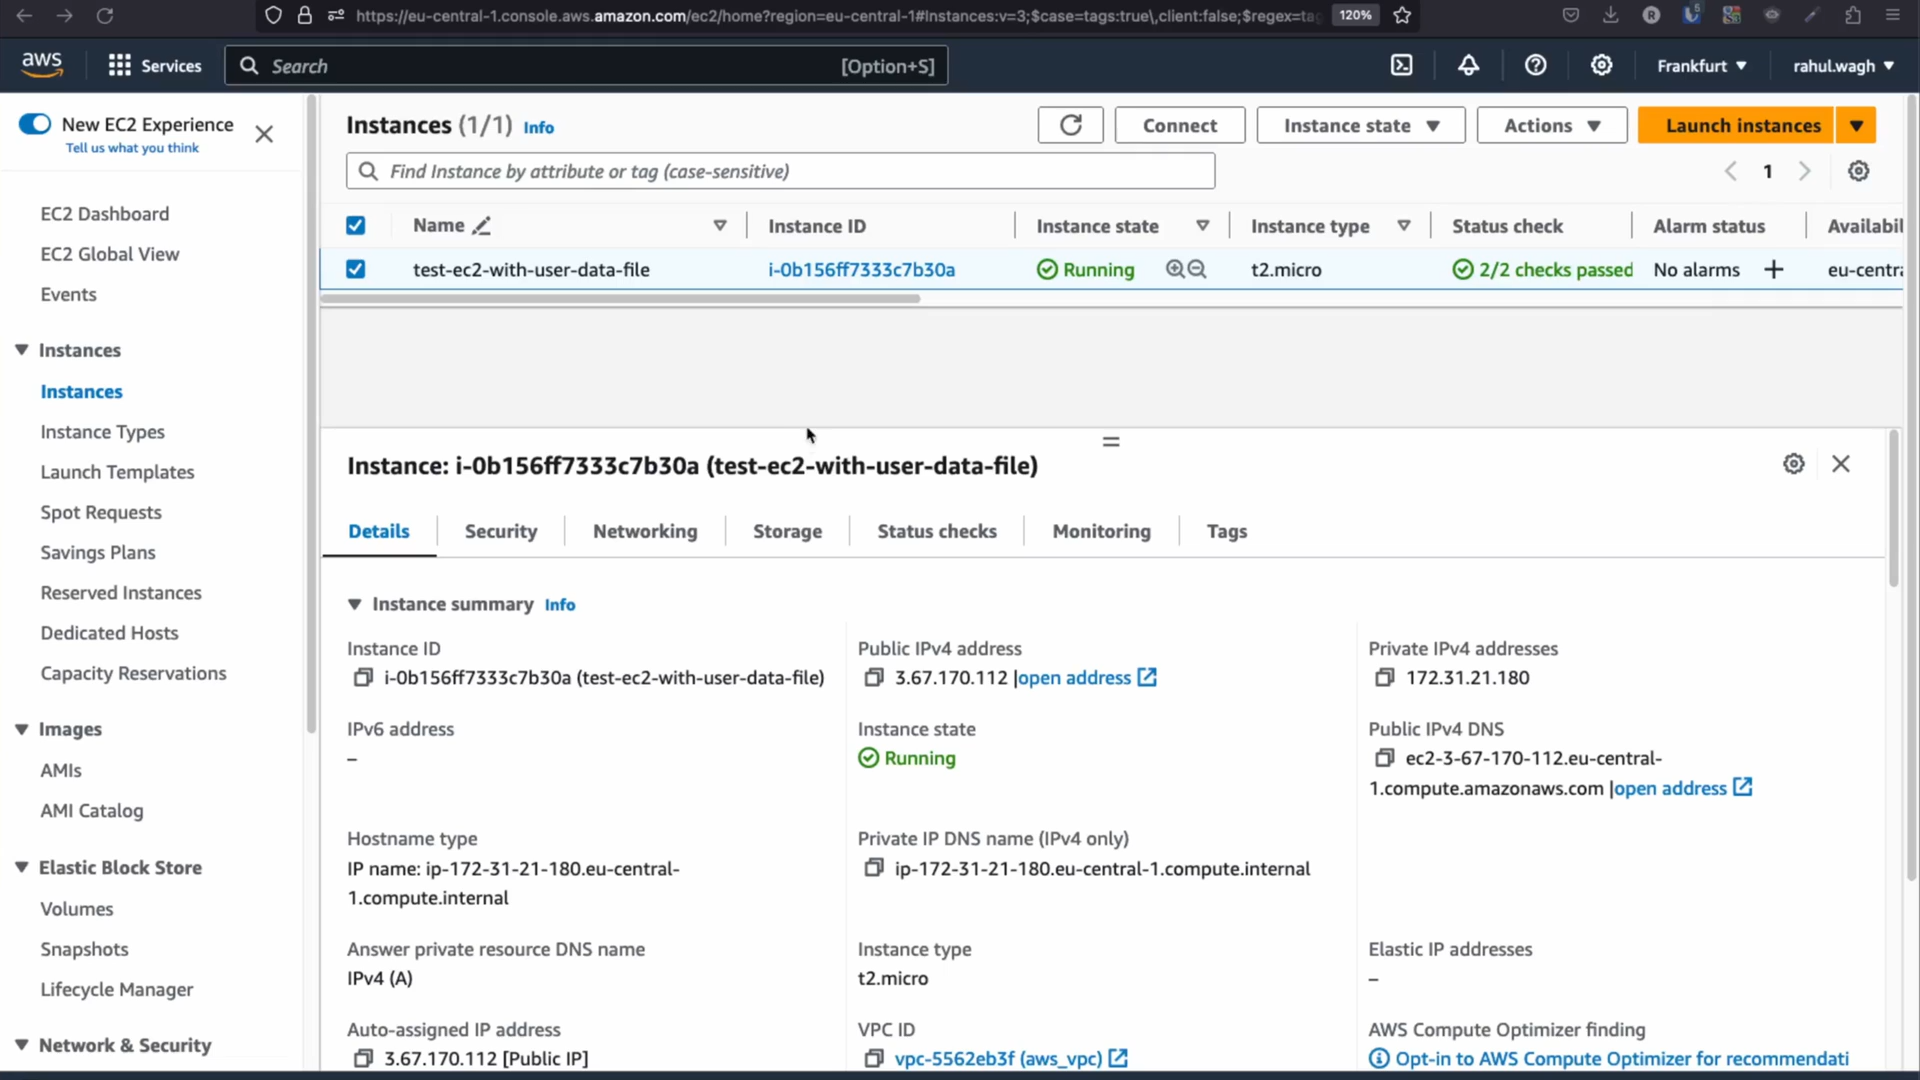 https://eu-central-1.console.aws.amazon.com/ec2/home?region=eu-central-1#Instances:v=3;$case=tags:true\,client:false;$regex=tag
120%
aws
Services
Search
[Option+S]
Frankfurt
rahul.wagh
New EC2 Experience
Tell us what you think
EC2 Dashboard
EC2 Global View
Events
Instances
Instances
Instance Types
Launch Templates
Spot Requests
Savings Plans
Reserved Instances
Dedicated Hosts
Capacity Reservations
Images
AMIs
AMI Catalog
Elastic Block Store
Volumes
Snapshots
Lifecycle Manager
Network & Security
Instances (1/1) Info
Connect
Instance state
Actions
Launch instances
Find Instance by attribute or tag (case-sensitive)
1
Name
Instance ID
Instance state
Instance type
Status check
Alarm status
Availabil
test-ec2-with-user-data-file
i-0b156ff7333c7b30a
Running
t2.micro
2/2 checks passed
No alarms
eu-centra
Instance: i-0b156ff7333c7b30a (test-ec2-with-user-data-file)
Details
Security
Networking
Storage
Status checks
Monitoring
Tags
Instance summary Info
Instance ID
i-0b156ff7333c7b30a (test-ec2-with-user-data-file)
Public IPv4 address
3.67.170.112 |open address
Private IPv4 addresses
172.31.21.180
IPv6 address
–
Instance state
Running
Public IPv4 DNS
ec2-3-67-170-112.eu-central-
1.compute.amazonaws.com |open address
Hostname type
IP name: ip-172-31-21-180.eu-central-
1.compute.internal
Private IP DNS name (IPv4 only)
ip-172-31-21-180.eu-central-1.compute.internal
Answer private resource DNS name
IPv4 (A)
Instance type
t2.micro
Elastic IP addresses
–
Auto-assigned IP address
3.67.170.112 [Public IP]
VPC ID
vpc-5562eb3f (aws_vpc)
AWS Compute Optimizer finding
Opt-in to AWS Compute Optimizer for recommendati